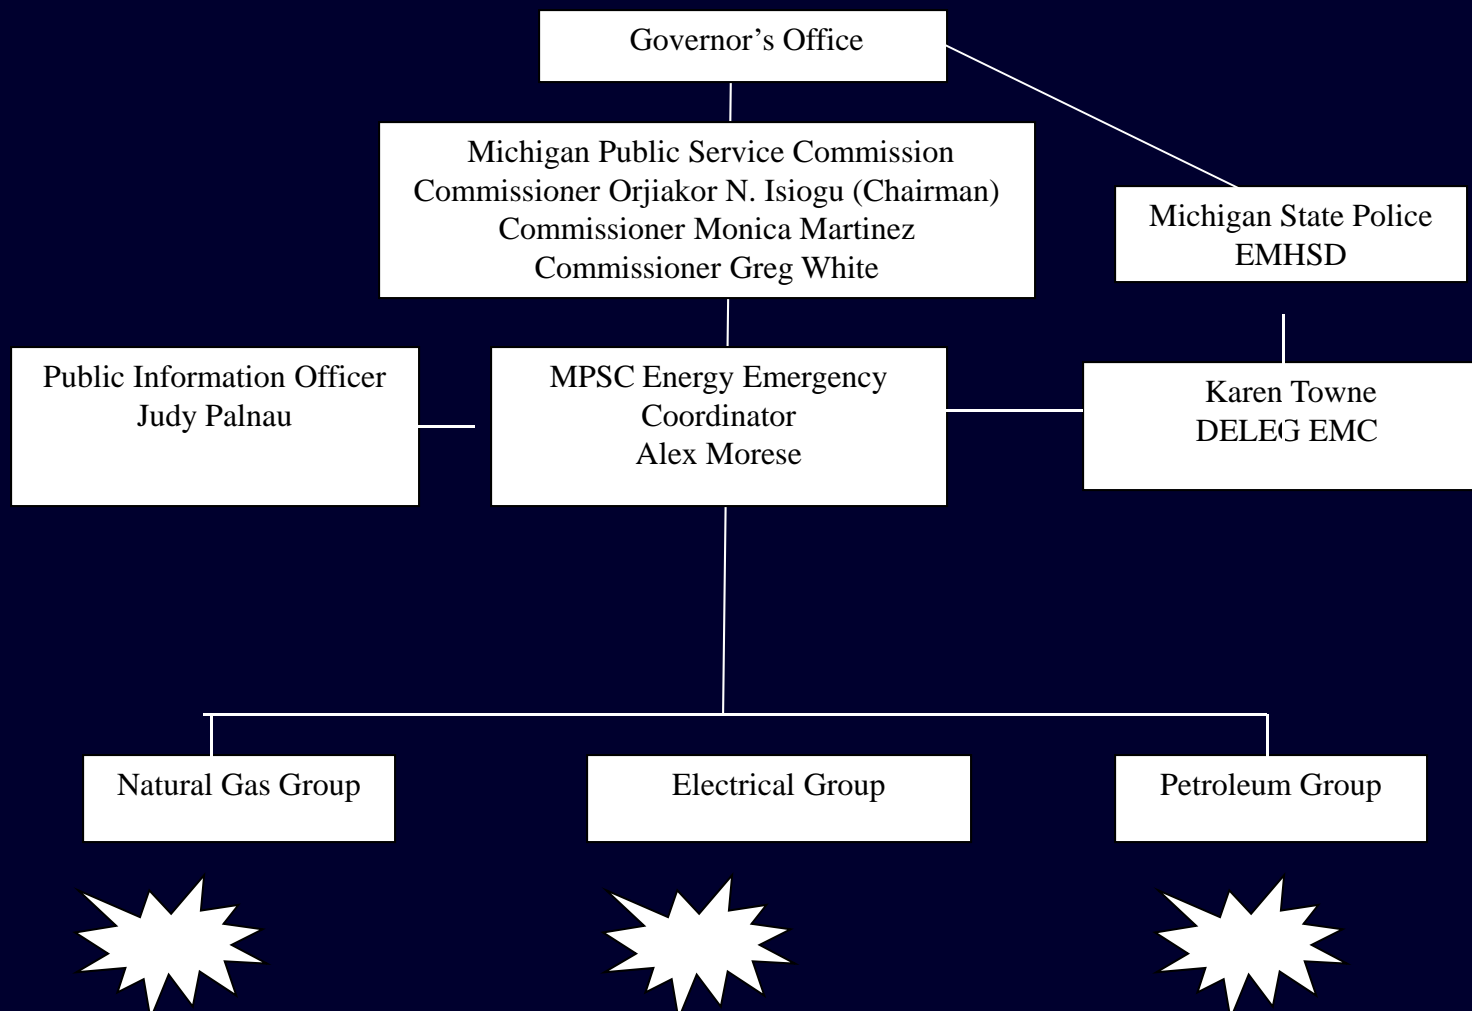 Governor’s Office
Michigan Public Service Commission
Commissioner Orjiakor N. Isiogu (Chairman)
Commissioner Monica Martinez
Commissioner Greg White
Michigan State Police
EMHSD
Public Information Officer
Judy Palnau
MPSC Energy Emergency
Coordinator
Alex Morese
Karen Towne
DELEG EMC
Natural Gas Group
Electrical Group
Petroleum Group